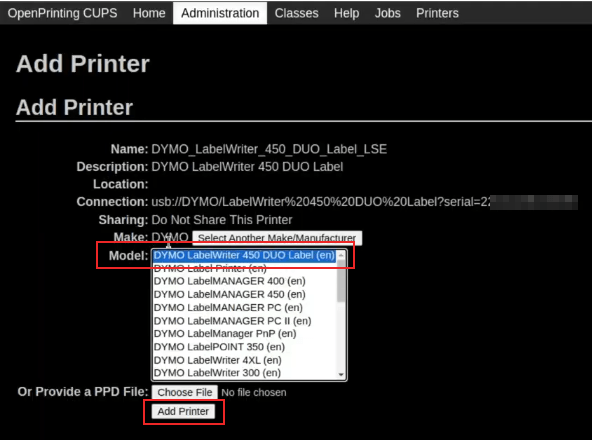 OpenPrinting CUPS Home Administration Classes Help Jobs Printers
Add Printer
Add Printer
Name: DYMO_LabelWriter_450_DUO_Label_LSE
Description: DYMO LabelWriter 450 DUO Label
Location:
Connection: usb://DYMO/LabelWriter%20450%20DUO%20Label?serial=22
Sharing: Do Not Share This Printer
Make: DYMO Select Another Make/Manufacturer
Model: DYMO LabelWriter 450 DUO Label (en)
DYMO Label Printer (en)
DYMO LabelMANAGER 400 (en)
DYMO LabelMANAGER 450 (en)
DYMO LabelMANAGER PC (en)
DYMO LabelMANAGER PC II (en)
DYMO LabelManager PnP (en)
DYMO LabelPOINT 350 (en)
DYMO LabelWriter 4XL (en)
DYMO LabelWriter 300 (en)
Or Provide a PPD File: Choose File No file chosen
Add Printer